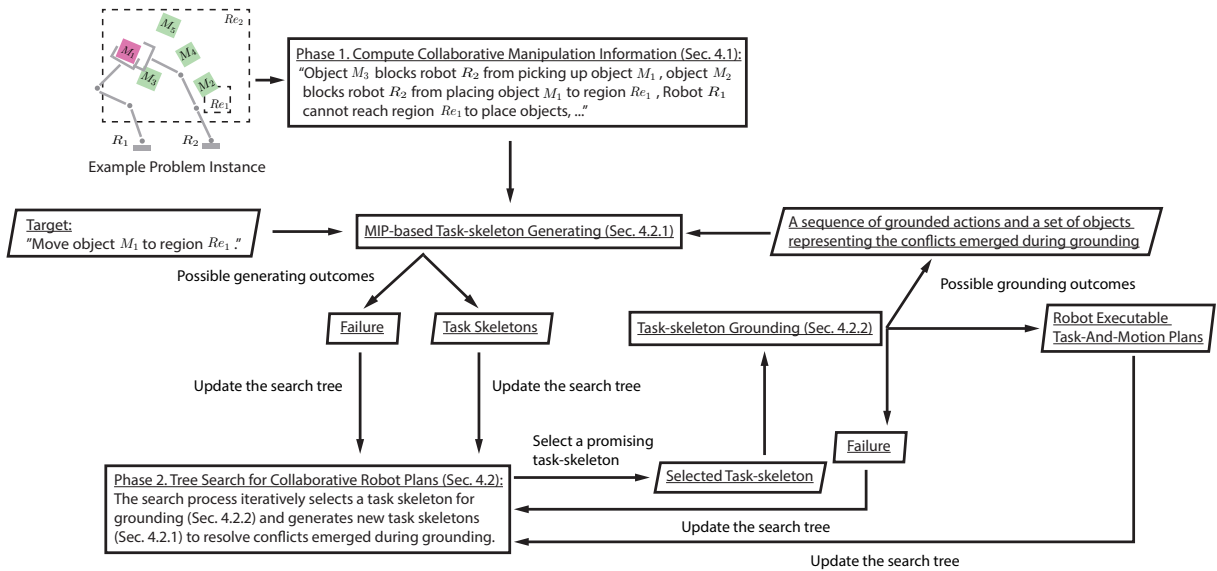 Re₂
M₅
M₁
M₄
M₃
M₂
Re₁
R₁
R₂
Example Problem Instance
Phase 1. Compute Collaborative Manipulation Information (Sec. 4.1):
“Object M₃ blocks robot R₂ from picking up object M₁ , object M₂
blocks robot R₂ from placing object M₁ to region Re₁ , Robot R₁
cannot reach region Re₁ to place objects, ...”
Target:
”Move object M₁ to region Re₁ .”
MIP-based Task-skeleton Generating (Sec. 4.2.1)
A sequence of grounded actions and a set of objects
representing the conflicts emerged during grounding
Possible generating outcomes
Possible grounding outcomes
Failure
Task Skeletons
Task-skeleton Grounding (Sec. 4.2.2)
Robot Executable
Task-And-Motion Plans
Update the search tree
Update the search tree
Select a promising
task-skeleton
Failure
Phase 2. Tree Search for Collaborative Robot Plans (Sec. 4.2):
The search process iteratively selects a task skeleton for
grounding (Sec. 4.2.2) and generates new task skeletons
(Sec. 4.2.1) to resolve conflicts emerged during grounding.
Selected Task-skeleton
Update the search tree
Update the search tree